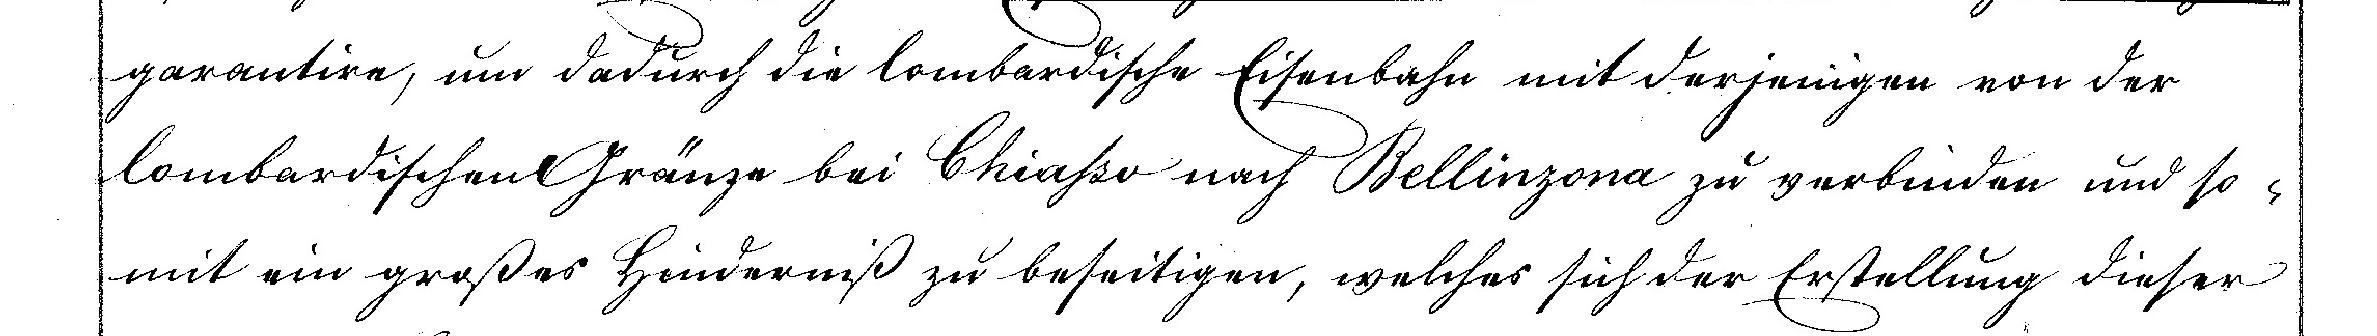 garantire, um dadurch die lombardische Eisenbahn mit derjenigen von der
lombardischen Gränze bei Chiasso nach Bellinzona zu verbinden und so-
mit ein großes Hinderniß zu beseitigen, welches sich der Erstellung dieser